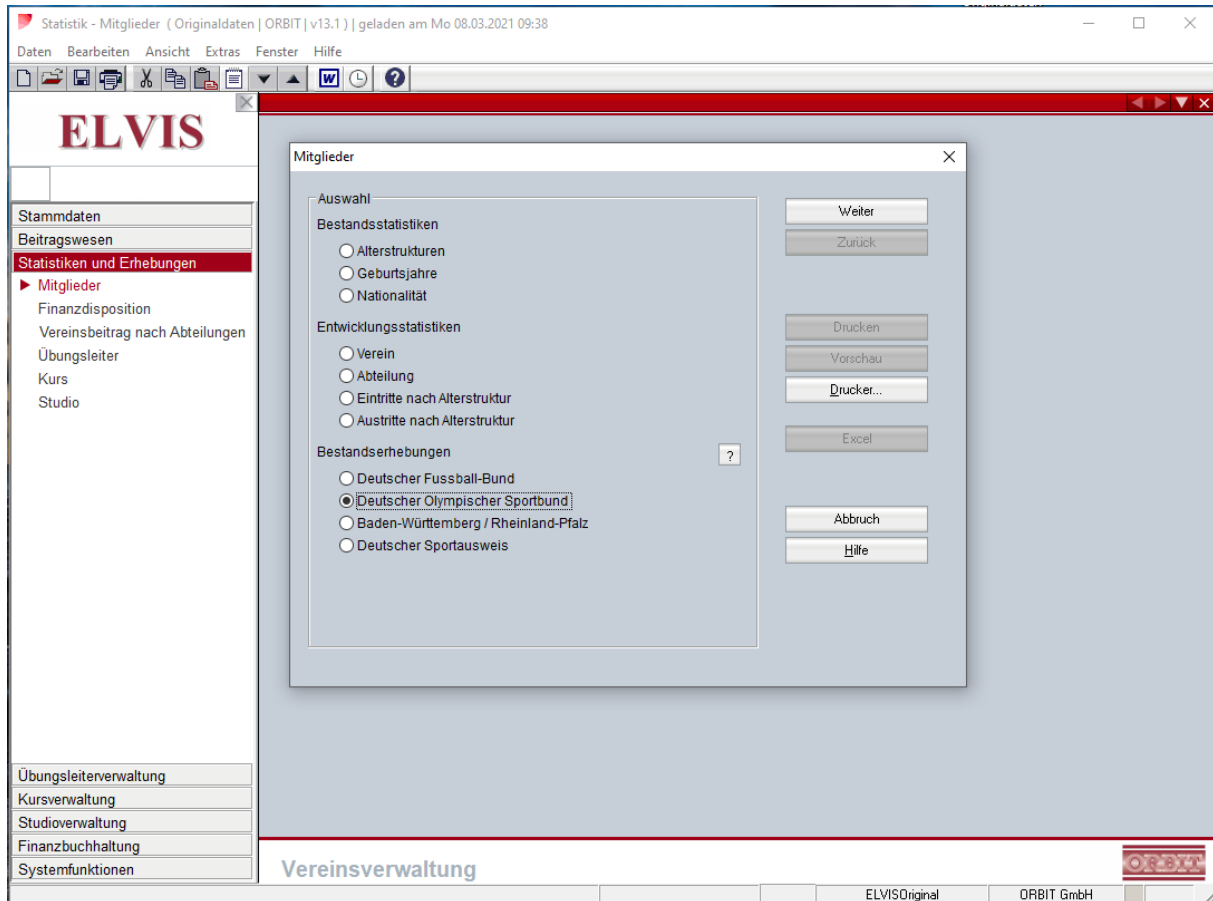 Statistik - Mitglieder ( Originaldaten | ORBIT | v13.1 ) | geladen am Mo 08.03.2021 09:38
Daten Bearbeiten Ansicht Extras Fenster Hilfe
W ?
ELVIS
Stammdaten
Beitragswesen
Statistiken und Erhebungen
Mitglieder
Finanzdisposition
Vereinsbeitrag nach Abteilungen
Übungsleiter
Kurs
Studio
Übungsleiterverwaltung
Kursverwaltung
Studioverwaltung
Finanzbuchhaltung
Systemfunktionen
Mitglieder
Auswahl
Bestandsstatistiken
Alterstrukturen
Geburtsjahre
Nationalität
Entwicklungsstatistiken
Verein
Abteilung
Eintritte nach Alterstruktur
Austritte nach Alterstruktur
Bestandserhebungen
?
Deutscher Fussball-Bund
Deutscher Olympischer Sportbund
Baden-Württemberg / Rheinland-Pfalz
Deutscher Sportausweis
Weiter
Zurück
Drucken
Vorschau
Drucker...
Excel
Abbruch
Hilfe
Vereinsverwaltung
ORBIT
ELVISOriginal
ORBIT GmbH